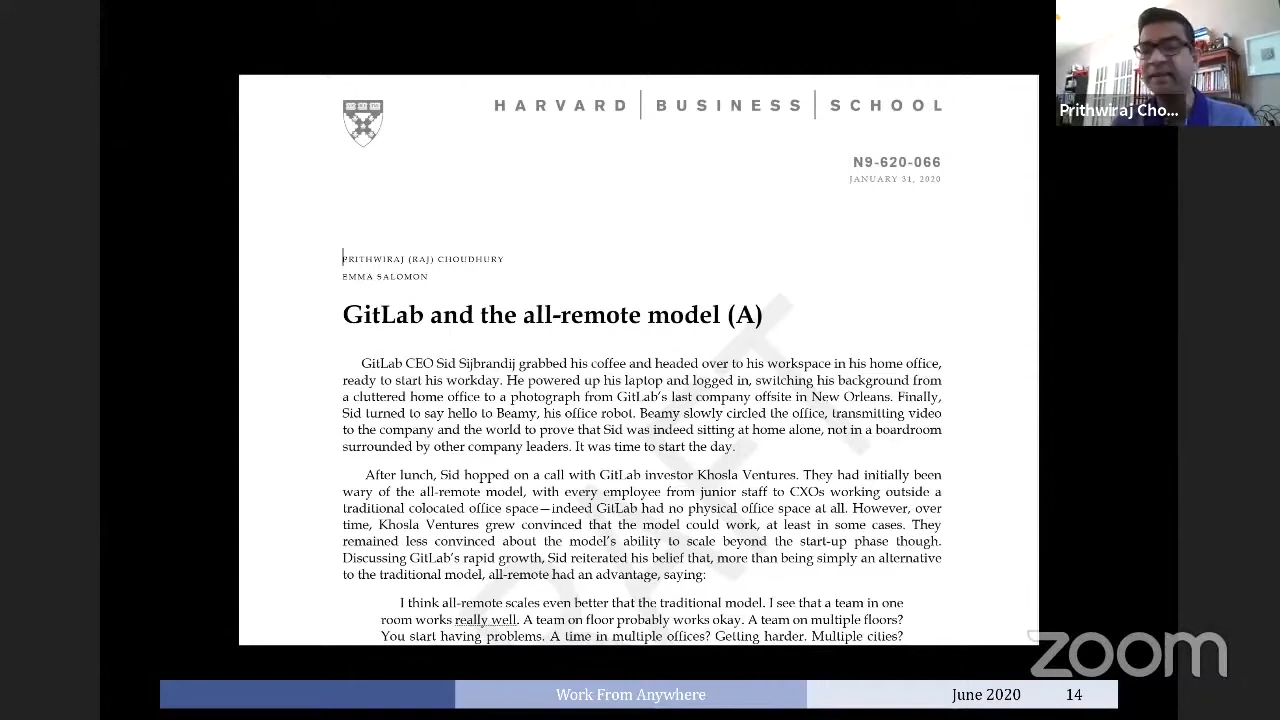 HARVARD | BUSINESS | SCHOOL
Prithwiraj Cho...
N9-620-066
JANUARY 31, 2020
PRITHWIRAJ (RAJ) CHOUDHURY
EMMA SALOMON
GitLab and the all-remote model (A)
GitLab CEO Sid Sijbrandij grabbed his coffee and headed over to his workspace in his home office,
ready to start his workday. He powered up his laptop and logged in, switching his background from
a cluttered home office to a photograph from GitLab's last company offsite in New Orleans. Finally,
Sid turned to say hello to Beamy, his office robot. Beamy slowly circled the office, transmitting video
to the company and the world to prove that Sid was indeed sitting at home alone, not in a boardroom
surrounded by other company leaders. It was time to start the day.
After lunch, Sid hopped on a call with GitLab investor Khosla Ventures. They had initially been
wary of the all-remote model, with every employee from junior staff to CXOs working outside a
traditional colocated office space—indeed GitLab had no physical office space at all. However, over
time, Khosla Ventures grew convinced that the model could work, at least in some cases. They
remained less convinced about the model's ability to scale beyond the start-up phase though.
Discussing GitLab's rapid growth, Sid reiterated his belief that, more than being simply an alternative
to the traditional model, all-remote had an advantage, saying:
I think all-remote scales even better that the traditional model. I see that a team in one
room works really well. A team on floor probably works okay. A team on multiple floors?
You start having problems. A time in multiple offices? Getting harder. Multiple cities?
DRAFT
zoom
Work From Anywhere
June 2020 14